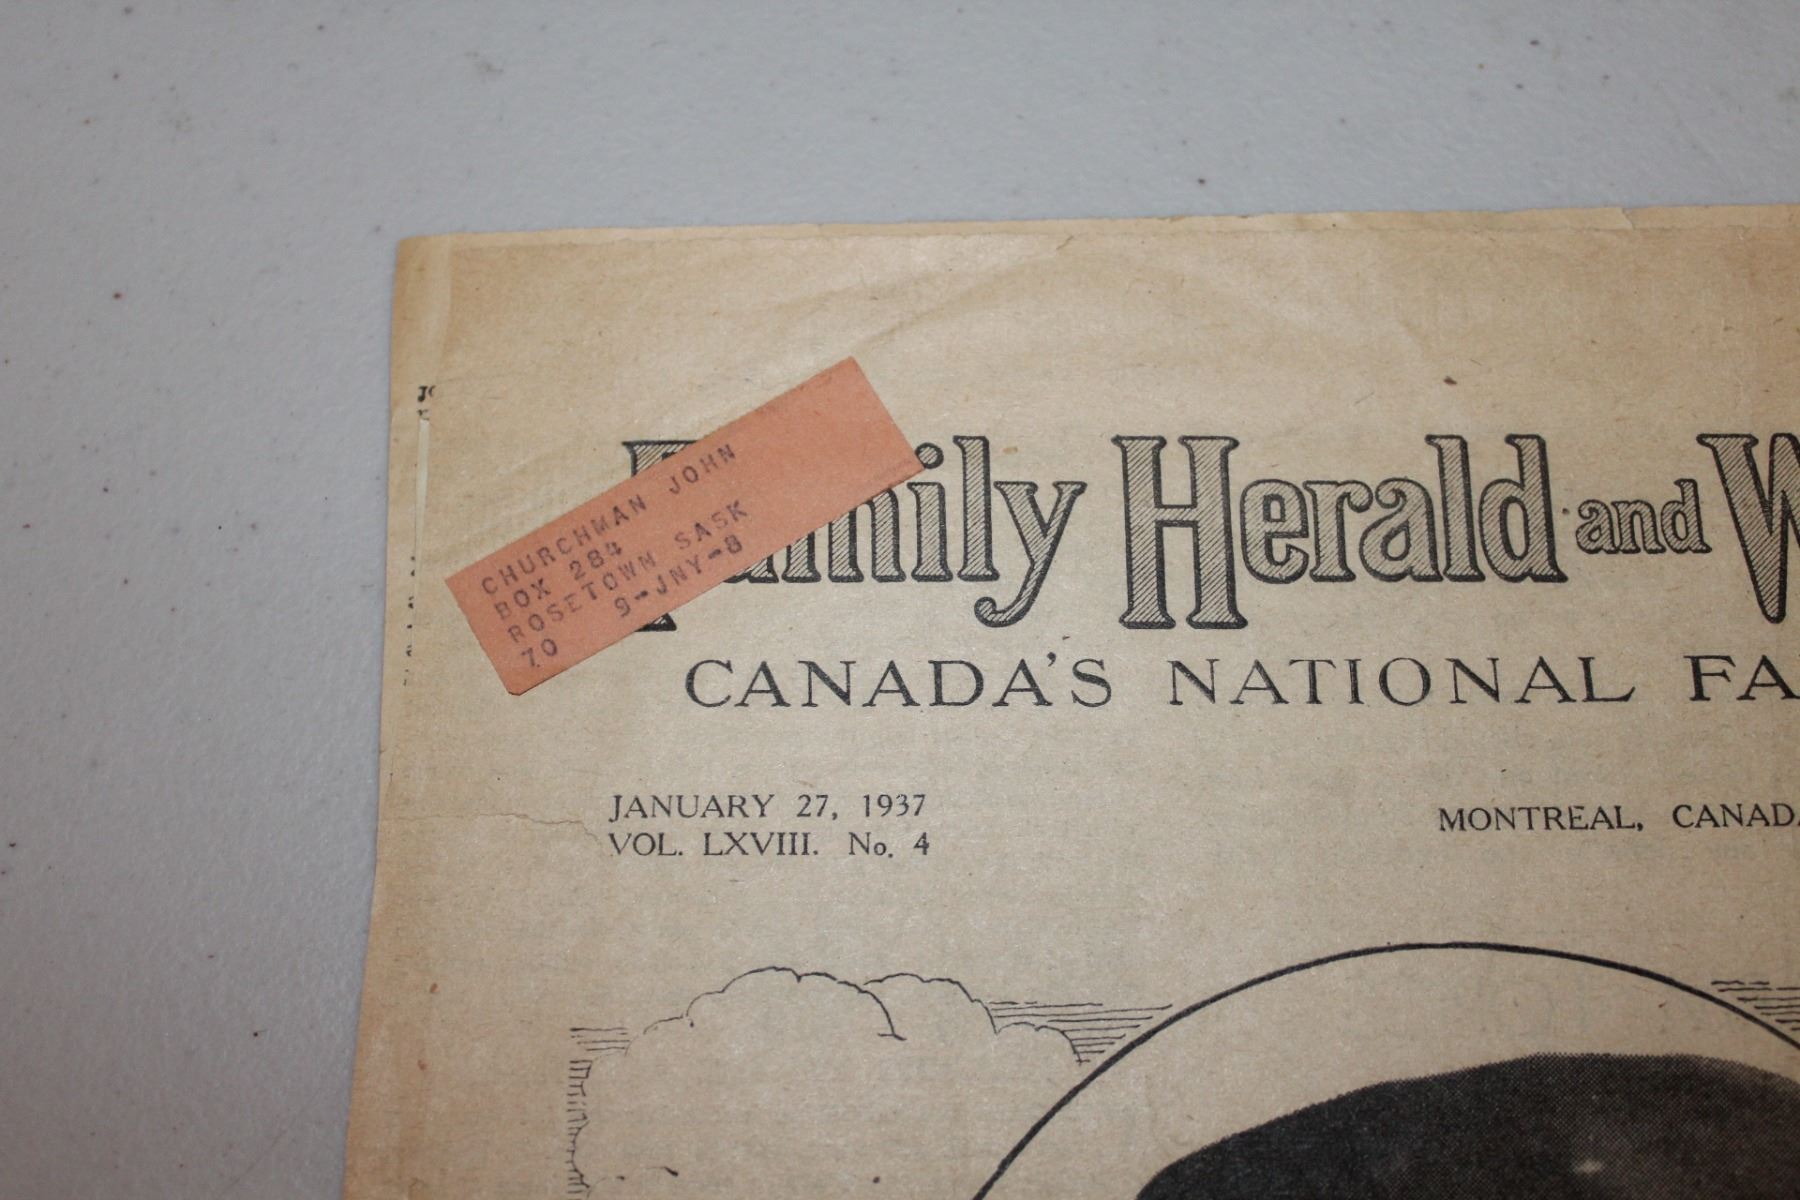 CHURCHMAN JOHN
BOX 284
ROSETOWN SASK
70 9-JNY-8
Family Herald and W
CANADA'S NATIONAL FA
JANUARY 27, 1937
VOL. LXVIII. No. 4
MONTREAL, CANADA